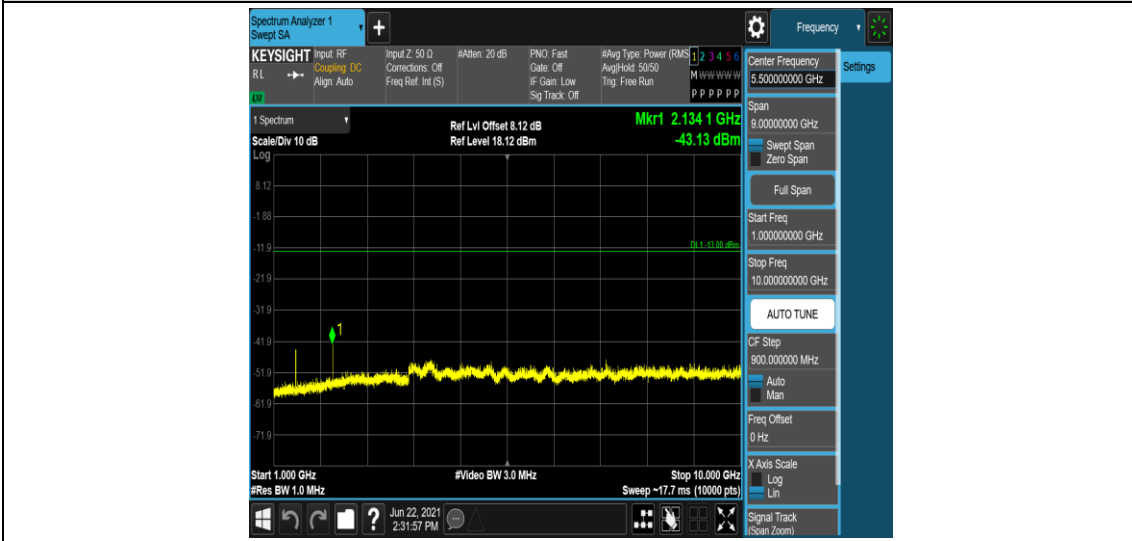 Spectrum Analyzer 1
Swept SA
+
Frequency
KEYSIGHT
RL
LXI
Input: RF
Coupling: DC
Align: Auto
Input Z: 50 Ω
Corrections: Off
Freq Ref: Int (S)
#Atten: 20 dB
PNO: Fast
Gate: Off
IF Gain: Low
Sig Track: Off
#Avg Type: Power (RMS
Avg|Hold: 50/50
Trig: Free Run
1 2 3 4 5 6
M W W W W W
P P P P P P
1 Spectrum
Scale/Div 10 dB
Log
Ref Lvl Offset 8.12 dB
Ref Level 18.12 dBm
Mkr1 2.134 1 GHz
-43.13 dBm
8.12
-1.88
-11.9
-21.9
-31.9
-41.9
-51.9
-61.9
-71.9
DL1 -13.00 dBm
1
Start 1.000 GHz
#Res BW 1.0 MHz
#Video BW 3.0 MHz
Stop 10.000 GHz
Sweep ~17.7 ms (10000 pts)
?
Jun 22, 2021
2:31:57 PM
Center Frequency
5.500000000 GHz
Settings
Span
9.00000000 GHz
Swept Span
Zero Span
Full Span
Start Freq
1.000000000 GHz
Stop Freq
10.000000000 GHz
AUTO TUNE
CF Step
900.000000 MHz
Auto
Man
Freq Offset
0 Hz
X Axis Scale
Log
Lin
Signal Track
(Span Zoom)